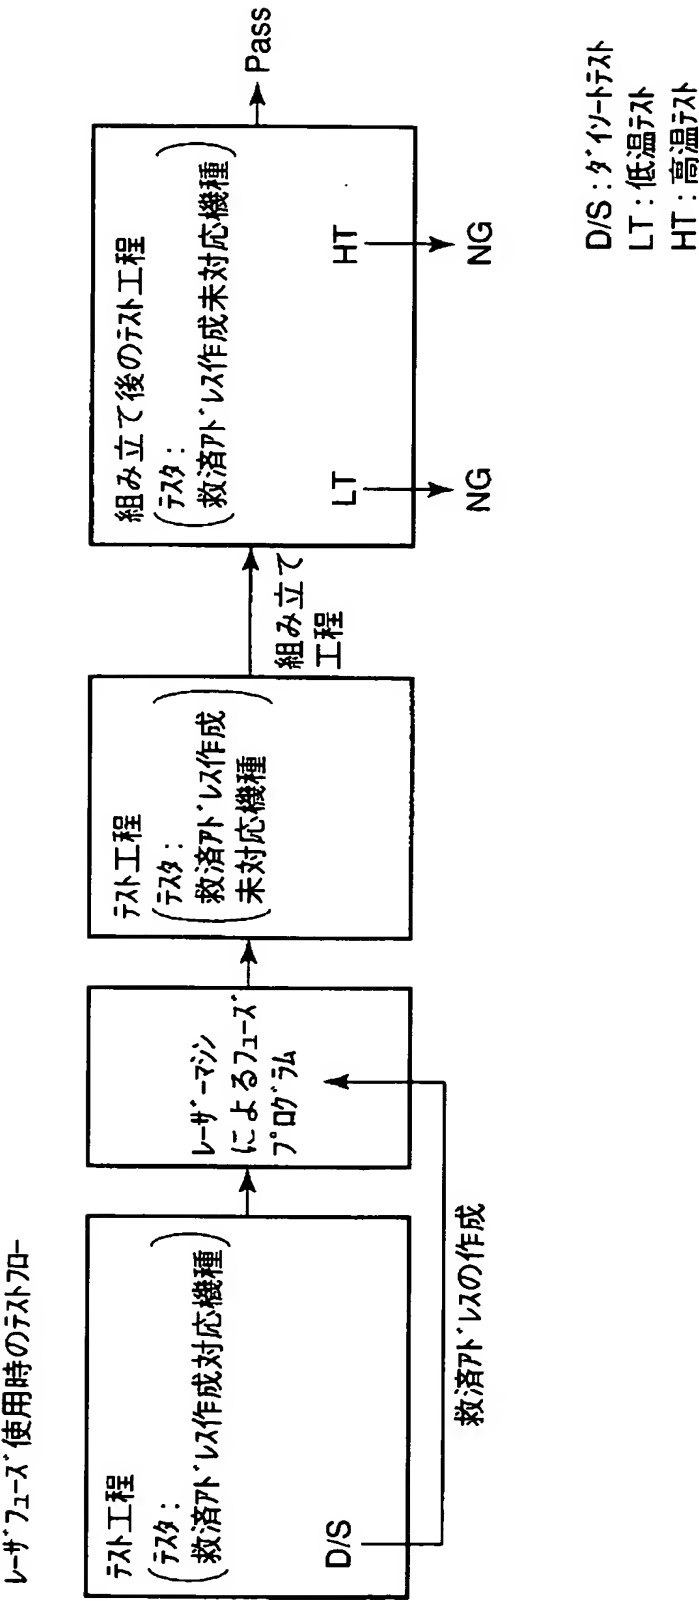 レーザフューズ使用時のテストフロー
テスト工程
テスタ:
救済アドレス作成対応機種
D/S
救済アドレスの作成
レーザーマシン
によるフューズ
プログラム
テスト工程
テスタ:
救済アドレス作成
未対応機種
組み立て
工程
組み立て後のテスト工程
テスタ:
救済アドレス作成未対応機種
LT
NG
HT
NG
Pass
D/S:ダイソートテスト
LT:低温テスト
HT:高温テスト